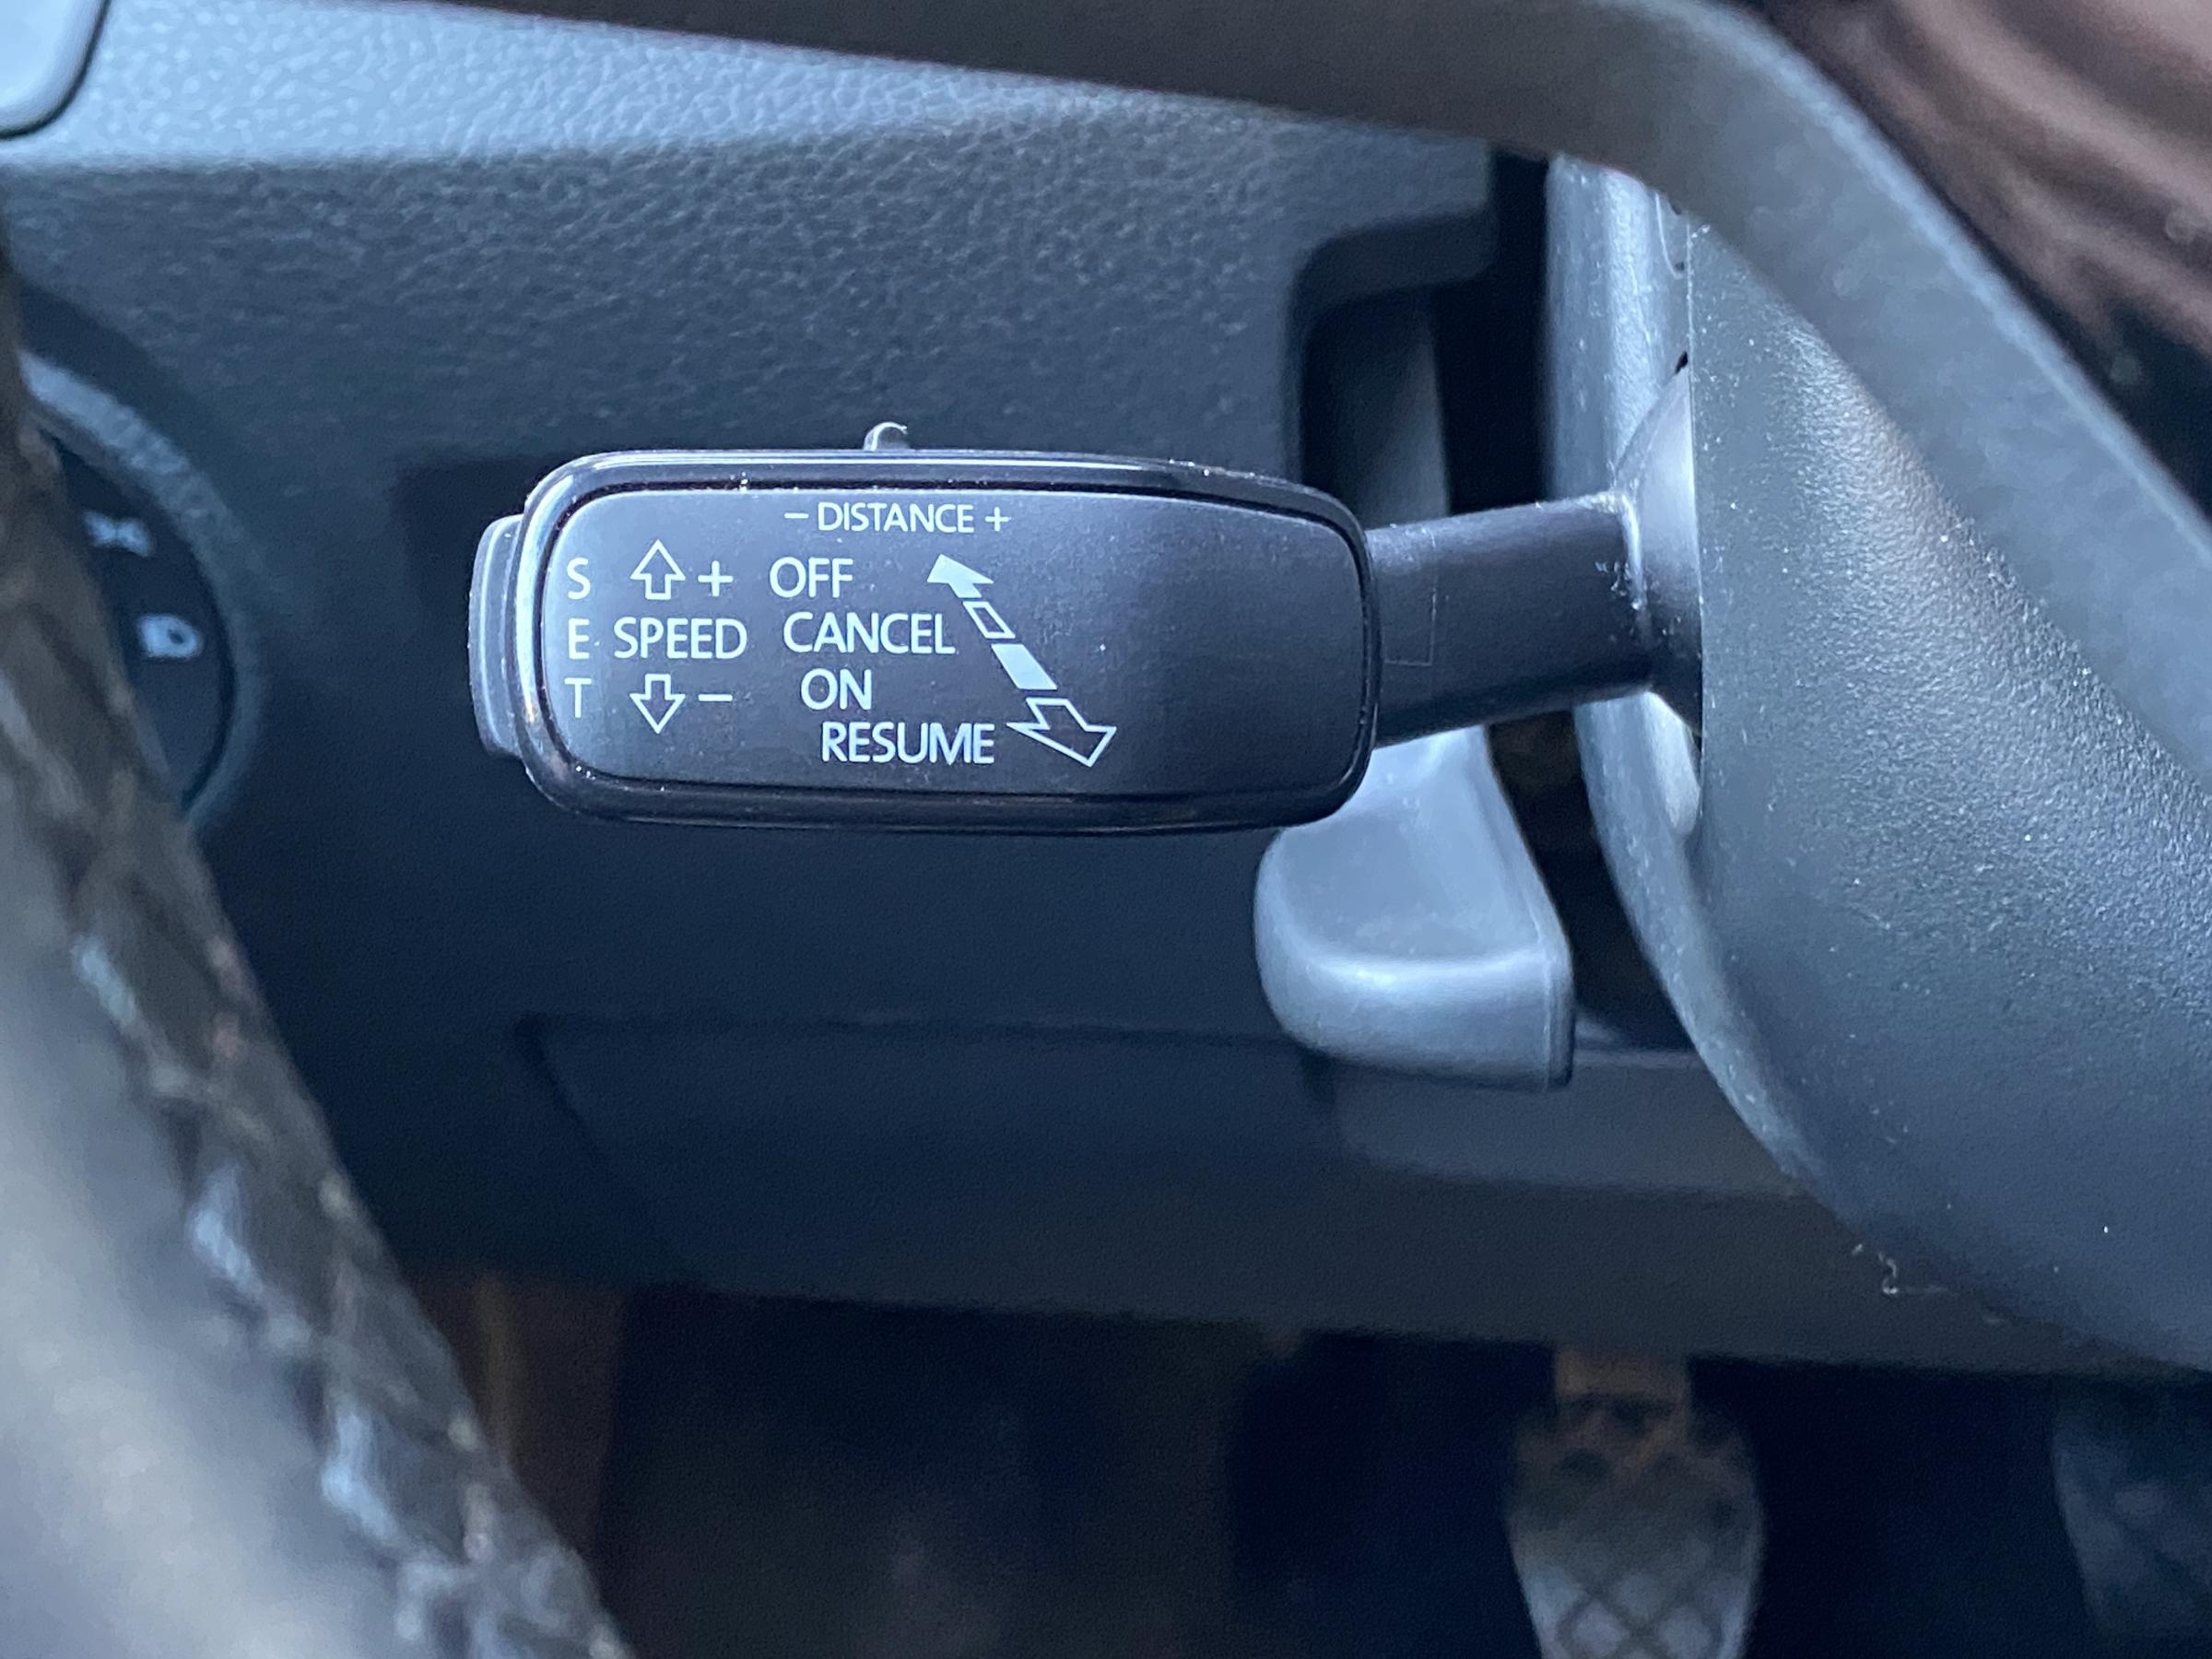 − DISTANCE +
S + OFF
E SPEED CANCEL
T − ON
RESUME